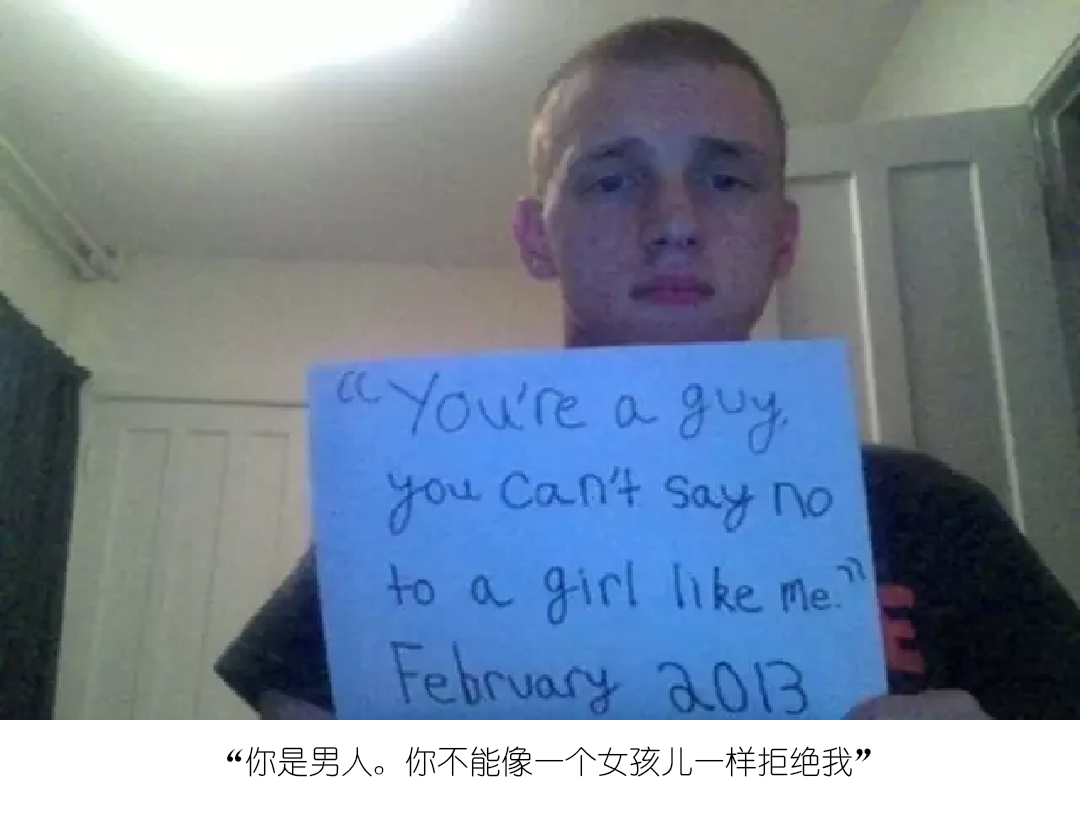 “You're a guy,
you can't say no
to a girl like me.”
February 2013
E
“你是男人。你不能像一个女孩儿一样拒绝我”